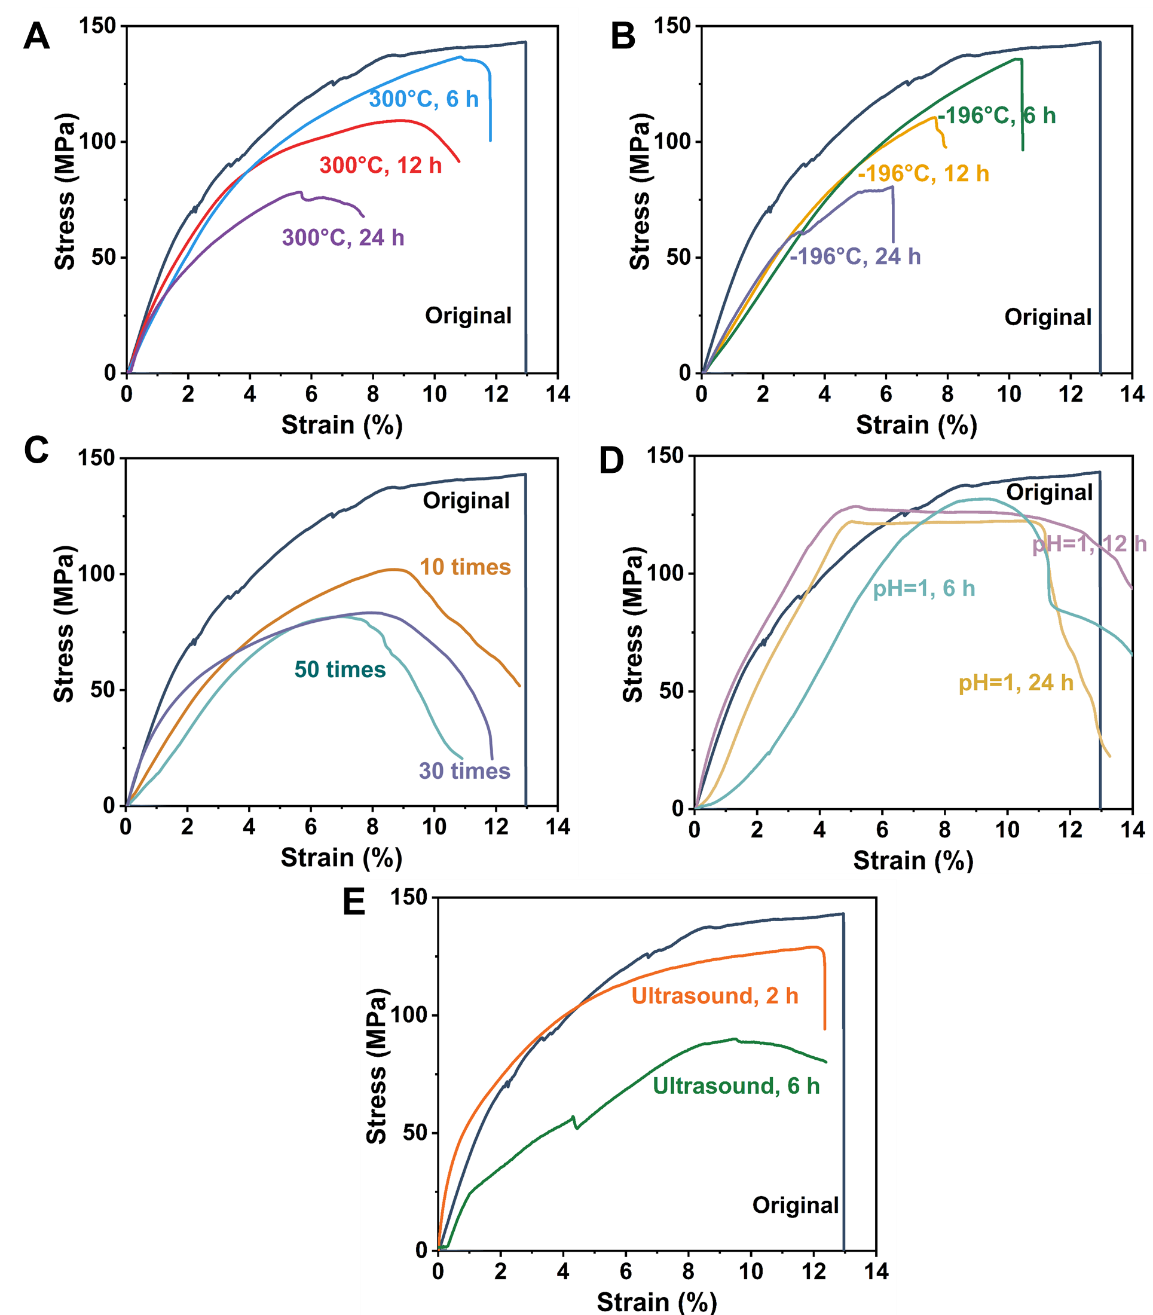 A
150
100
50
0
Stress (MPa)
300°C, 6 h
300°C, 12 h
300°C, 24 h
Original
0 2 4 6 8 10 12 14
Strain (%)
B
150
100
50
0
Stress (MPa)
-196°C, 6 h
-196°C, 12 h
-196°C, 24 h
Original
0 2 4 6 8 10 12 14
Strain (%)
C
150
100
50
0
Stress (MPa)
Original
10 times
50 times
30 times
0 2 4 6 8 10 12 14
Strain (%)
D
150
100
50
0
Stress (MPa)
Original
pH=1, 12 h
pH=1, 6 h
pH=1, 24 h
0 2 4 6 8 10 12 14
Strain (%)
E
150
100
50
0
Stress (MPa)
Ultrasound, 2 h
Ultrasound, 6 h
Original
0 2 4 6 8 10 12 14
Strain (%)